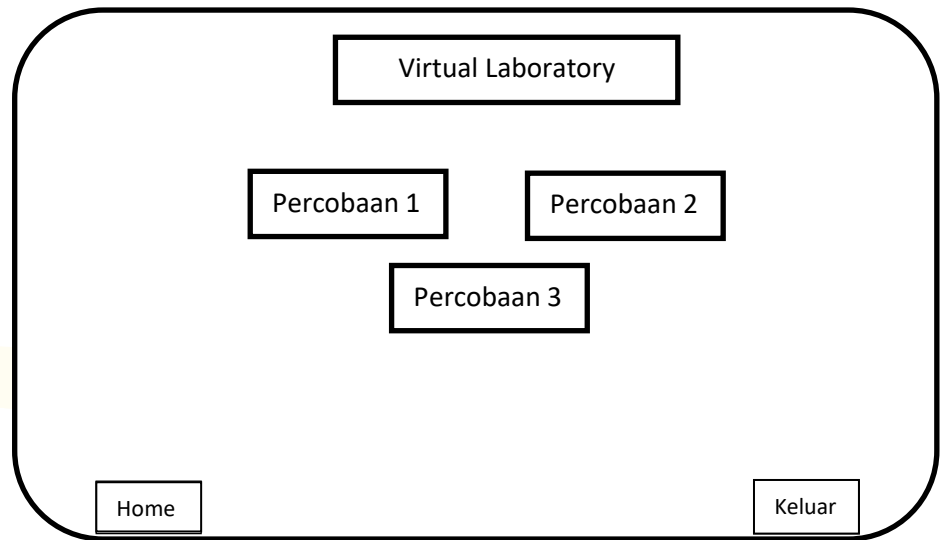 Virtual Laboratory
Percobaan 1
Percobaan 2
Percobaan 3
Home
Keluar